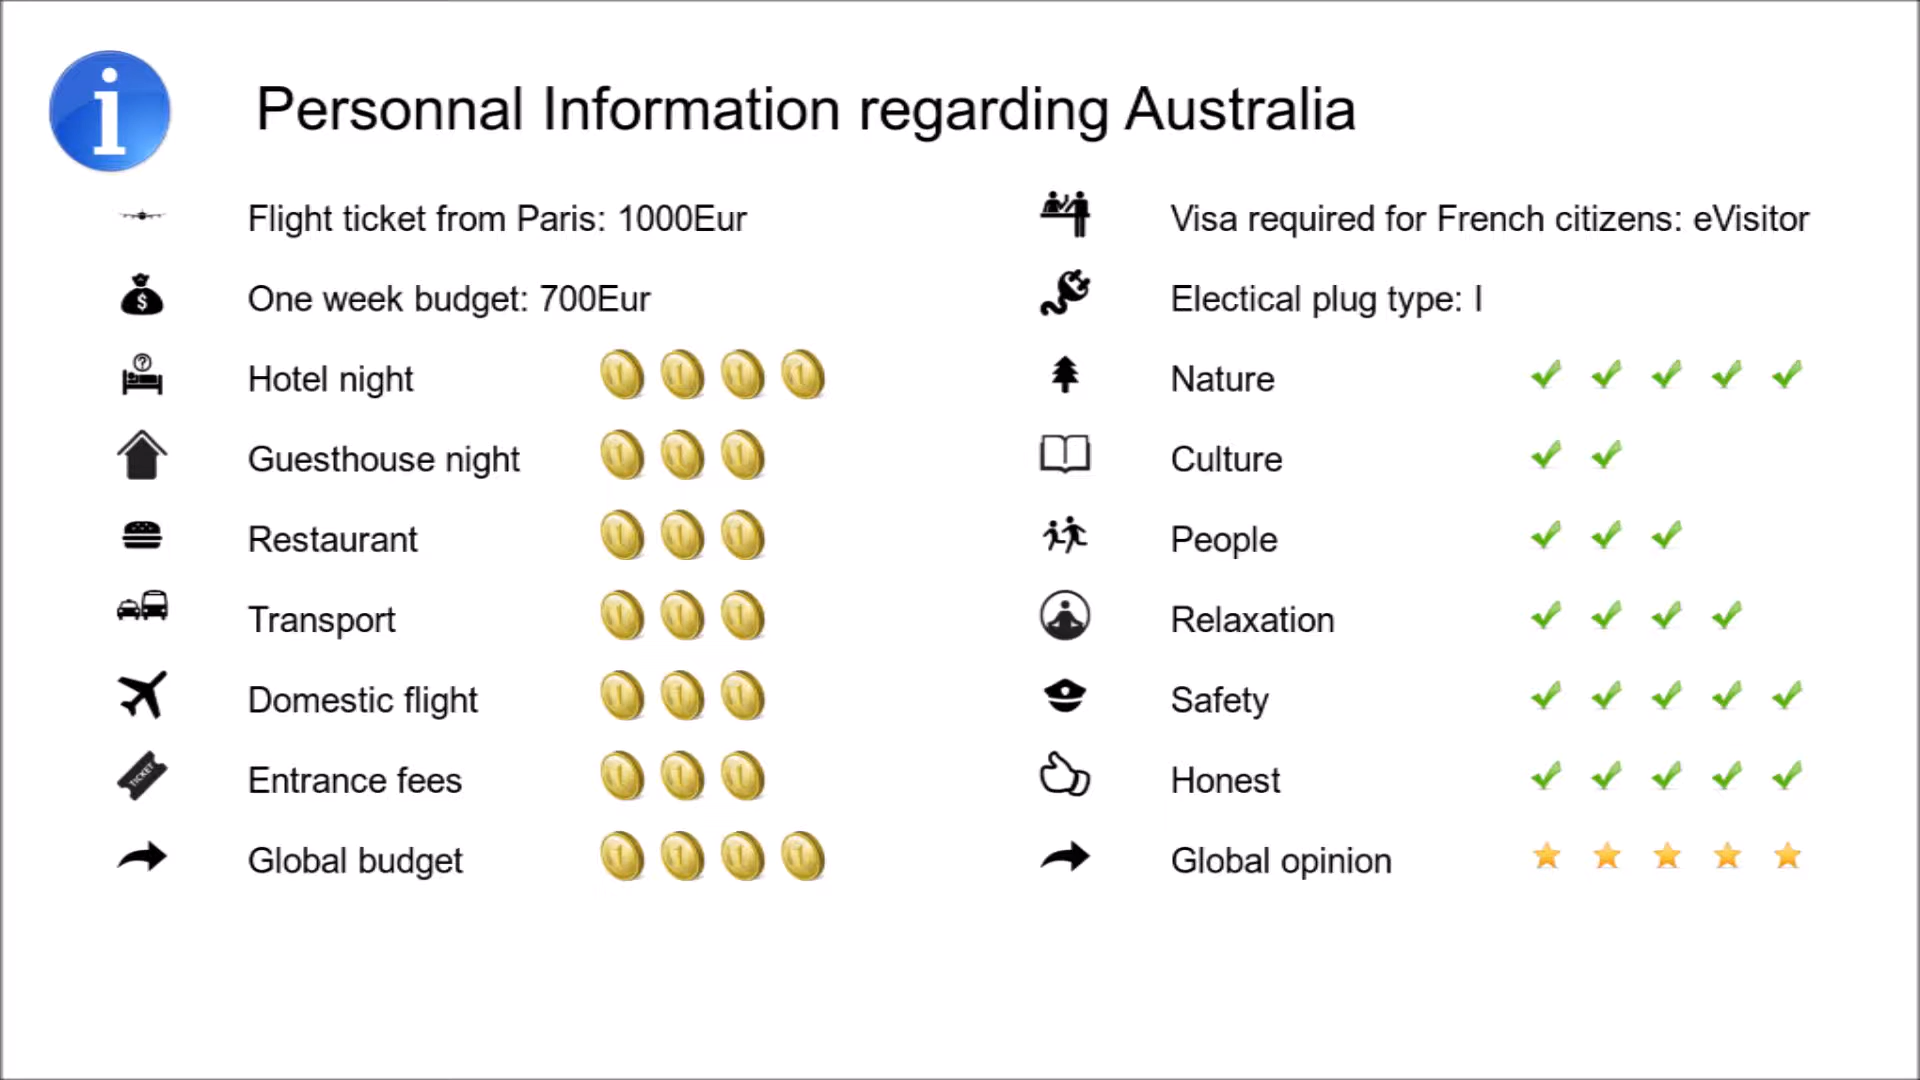 Personnal Information regarding Australia
Flight ticket from Paris: 1000Eur
One week budget: 700Eur
Hotel night
Guesthouse night
Restaurant
Transport
Domestic flight
TICKET
Entrance fees
Global budget
Visa required for French citizens: eVisitor
Electical plug type: I
Nature
Culture
People
Relaxation
Safety
Honest
Global opinion